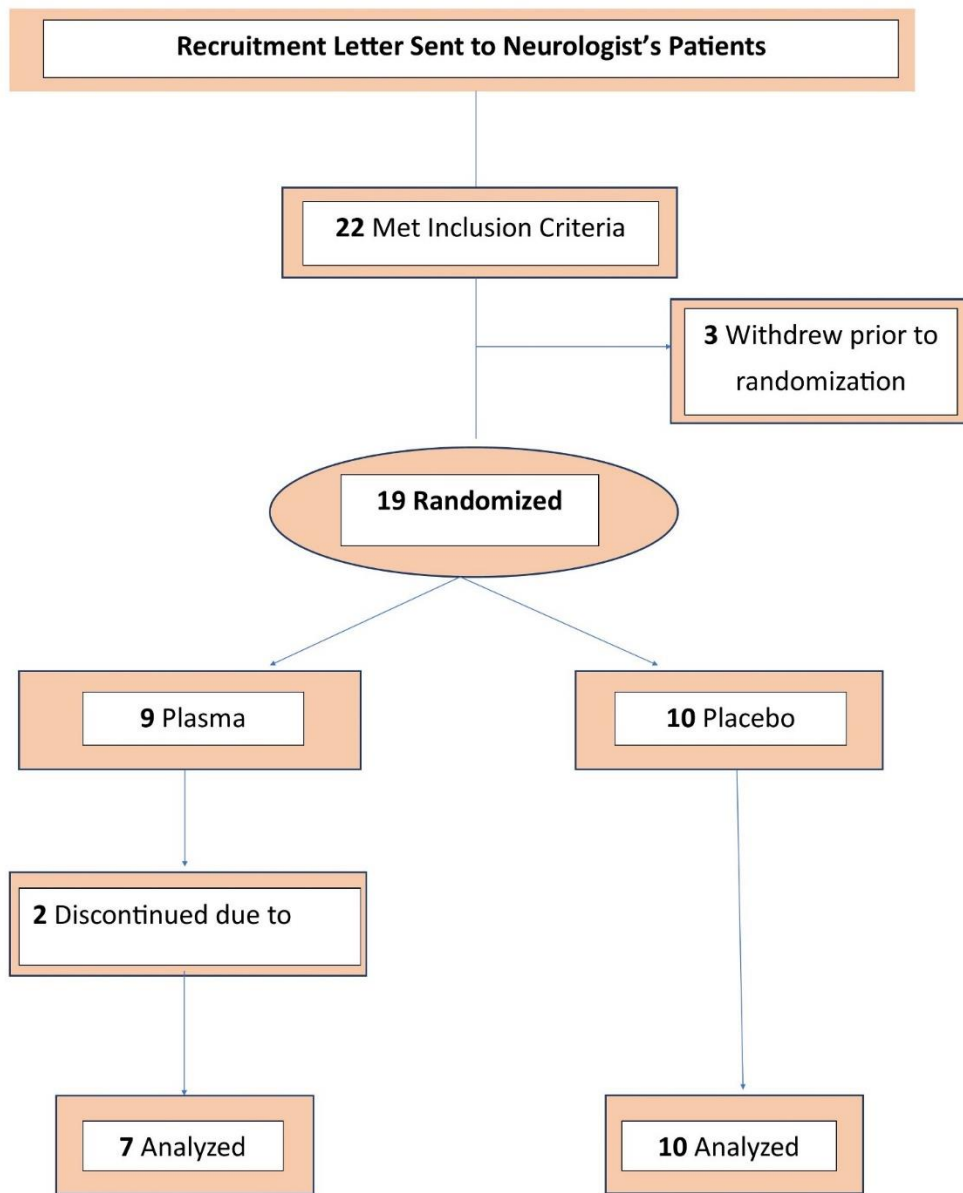 Recruitment Letter Sent to Neurologist’s Patients
22 Met Inclusion Criteria
3 Withdrew prior to
randomization
19 Randomized
9 Plasma
10 Placebo
2 Discontinued due to
7 Analyzed
10 Analyzed